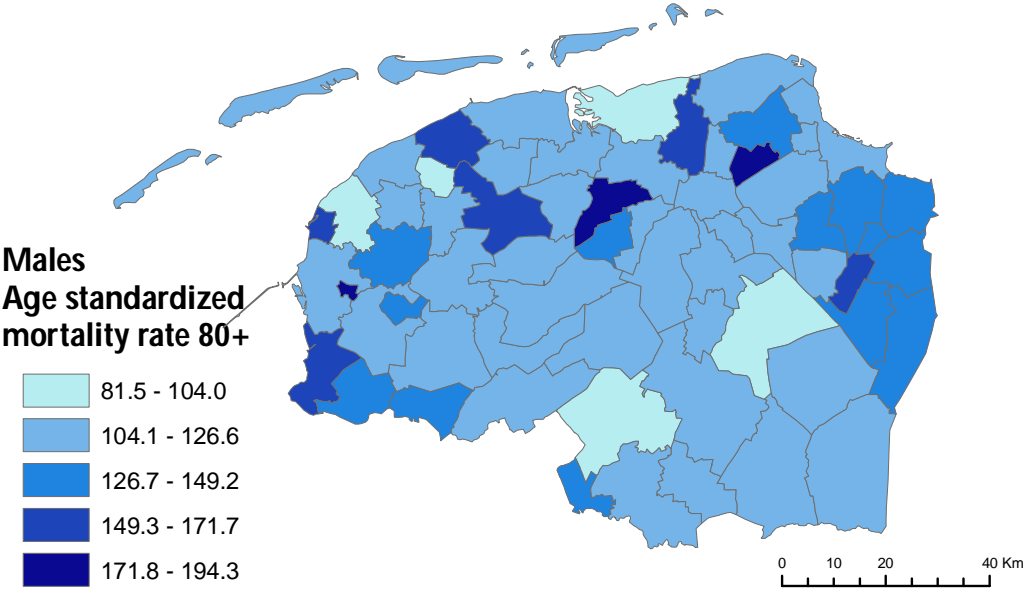 Males
Age standardized
mortality rate 80+
81.5 - 104.0
104.1 - 126.6
126.7 - 149.2
149.3 - 171.7
171.8 - 194.3
0 10 20 40 Km